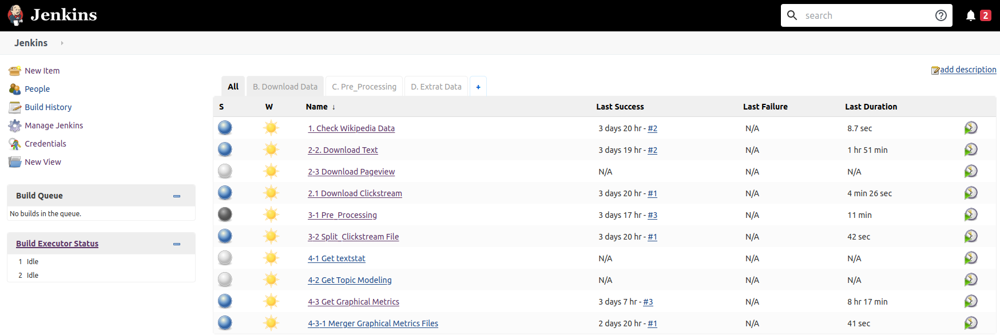 Jenkins
search
2
Jenkins
New Item
People
Build History
Manage Jenkins
Credentials
New View
Build Queue
No builds in the queue.
Build Executor Status
1 Idle
2 Idle
add description
All B. Download Data C. Pre_Processing D. Extrat Data +
S W Name ↓ Last Success Last Failure Last Duration
1. Check Wikipedia Data 3 days 20 hr - #2 N/A 8.7 sec
2-2. Download Text 3 days 19 hr - #2 N/A 1 hr 51 min
2-3 Download Pageview N/A N/A N/A
2.1 Download Clickstream 3 days 20 hr - #1 N/A 4 min 26 sec
3-1 Pre_Processing 3 days 17 hr - #3 N/A 11 min
3-2 Split_Clickstream File 3 days 20 hr - #1 N/A 42 sec
4-1 Get textstat N/A N/A N/A
4-2 Get Topic Modeling N/A N/A N/A
4-3 Get Graphical Metrics 3 days 7 hr - #3 N/A 8 hr 17 min
4-3-1 Merger Graphical Metrics Files 2 days 20 hr - #1 N/A 41 sec